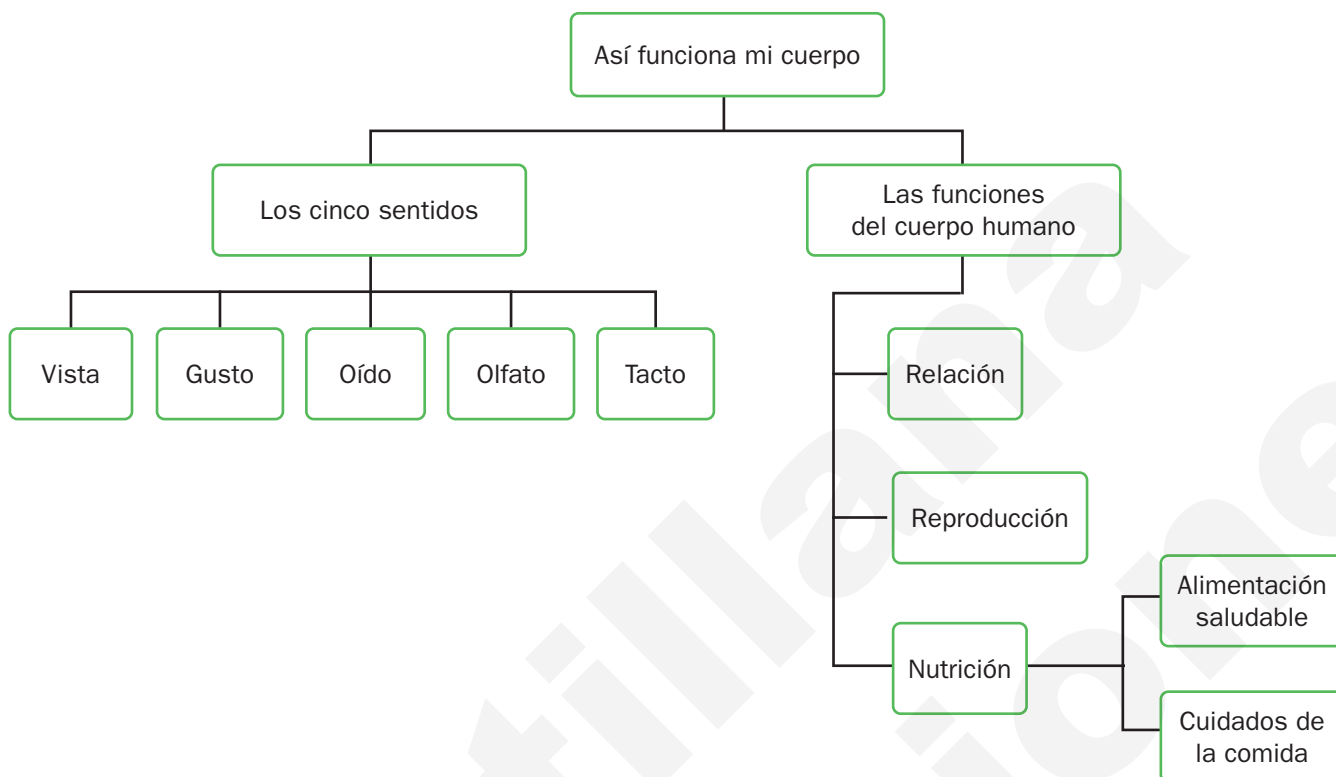 Así funciona mi cuerpo
Los cinco sentidos
Las funciones
del cuerpo humano
Vista
Gusto
Oído
Olfato
Tacto
Relación
Reproducción
Nutrición
Alimentación
saludable
Cuidados de
la comida